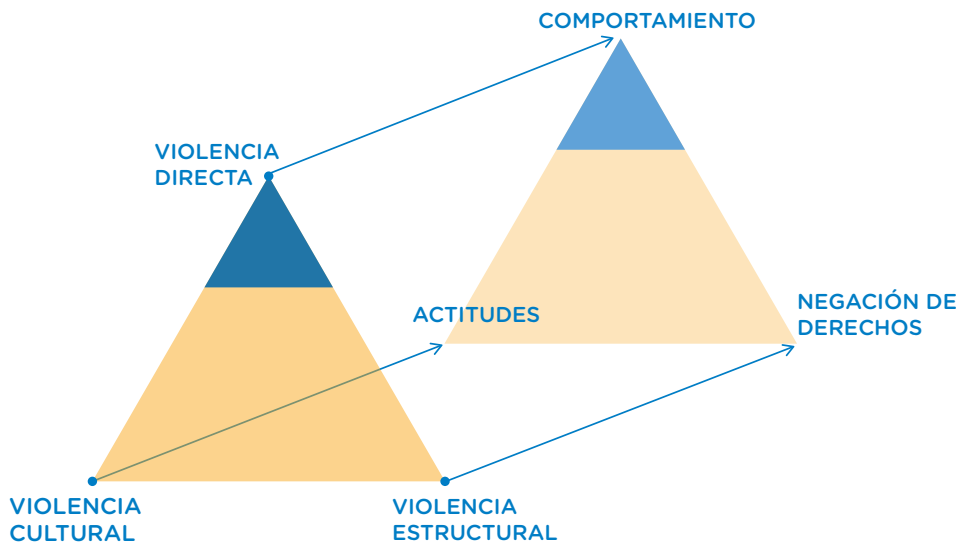 COMPORTAMIENTO
VIOLENCIA
DIRECTA
ACTITUDES
NEGACIÓN DE
DERECHOS
VIOLENCIA
CULTURAL
VIOLENCIA
ESTRUCTURAL